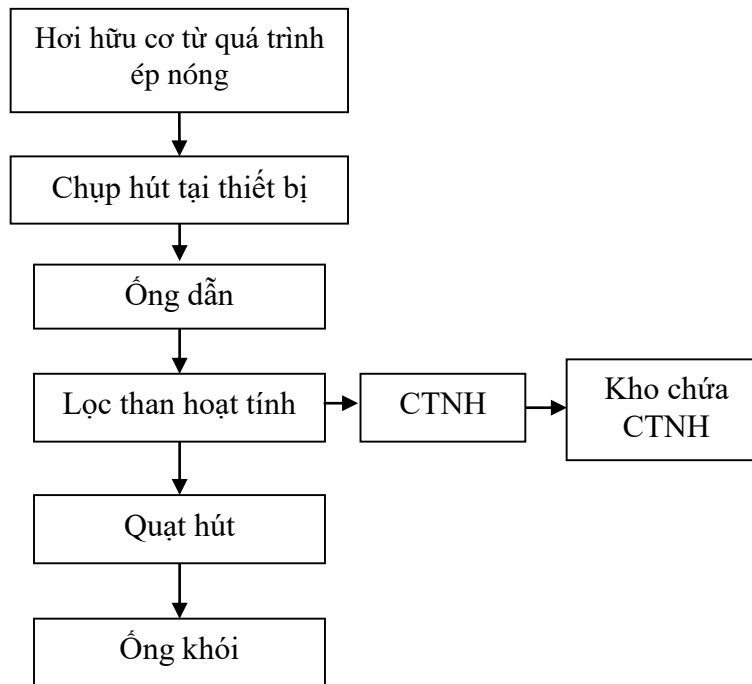 Hơi hữu cơ từ quá trình
ép nóng
Chụp hút tại thiết bị
Ống dẫn
Lọc than hoạt tính
CTNH
Kho chứa
CTNH
Quạt hút
Ống khói